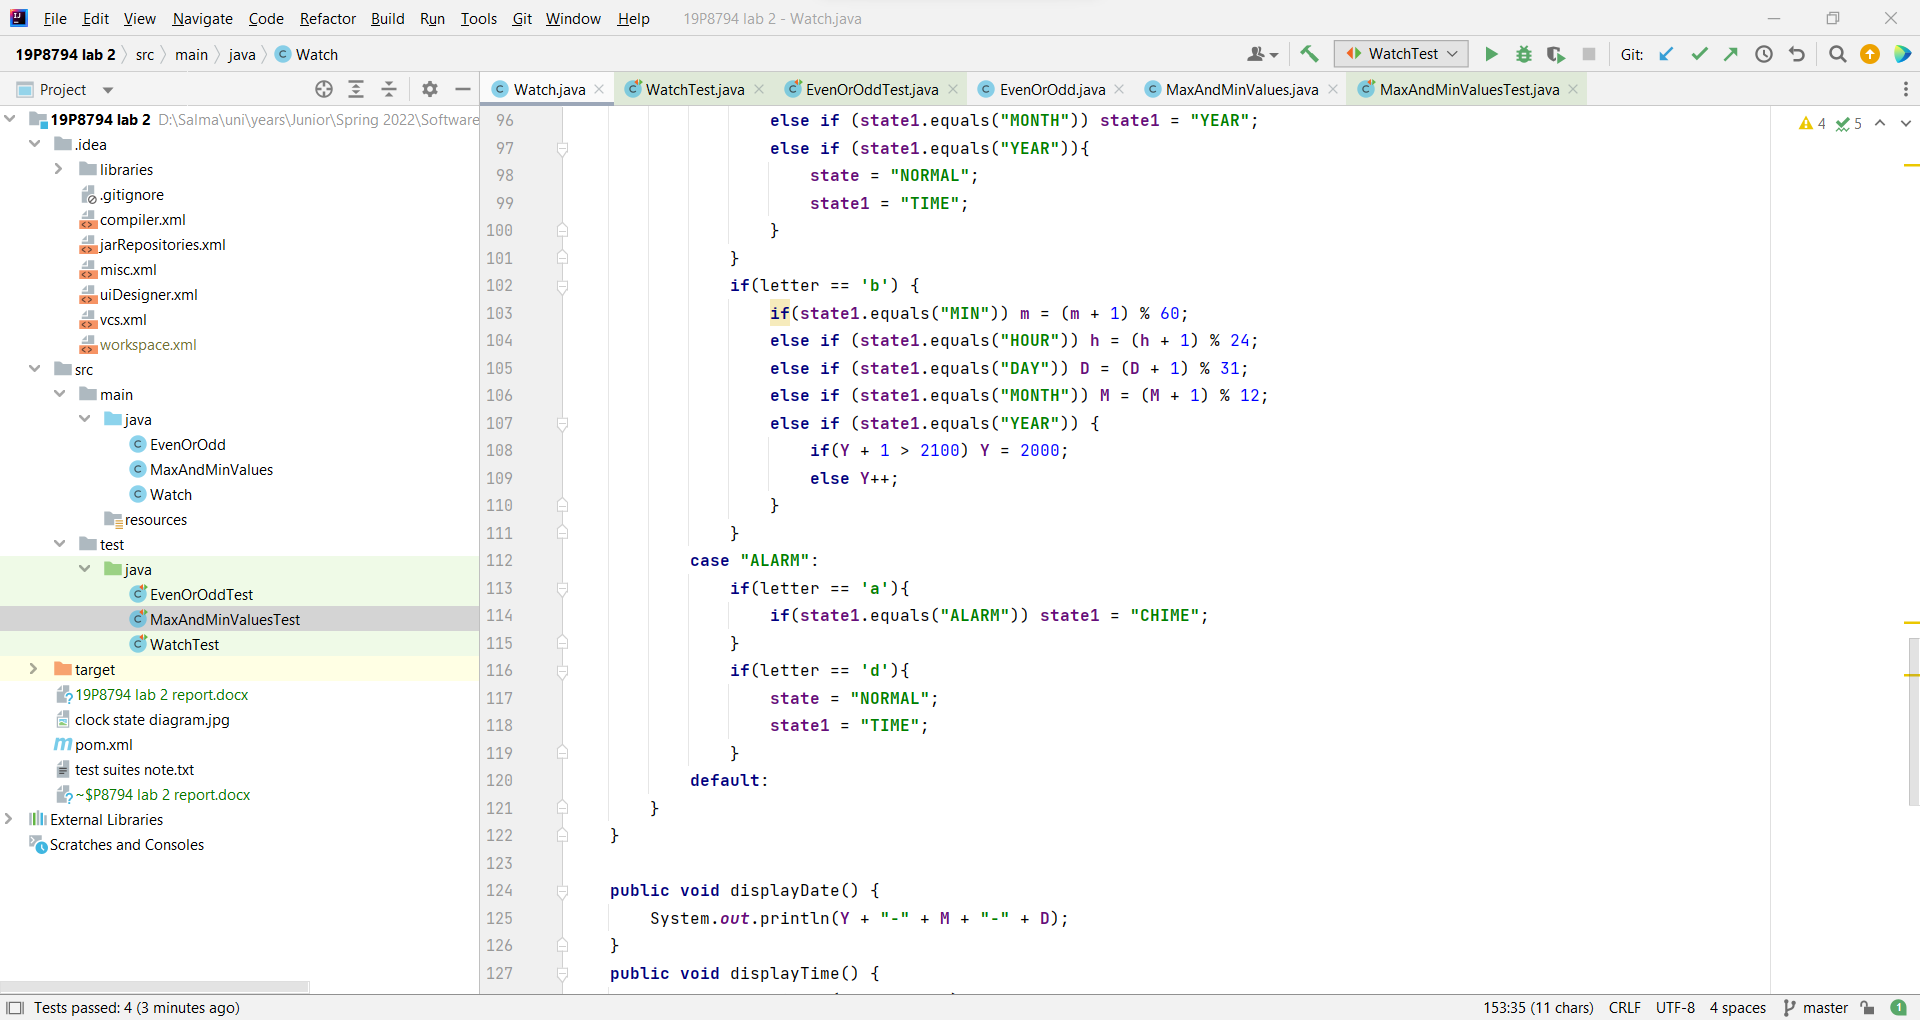 File Edit View Navigate Code Refactor Build Run Tools Git Window Help 19P8794 lab 2 - Watch.java
19P8794 lab 2 src main java Watch WatchTest Git:
Project Watch.java WatchTest.java EvenOrOddTest.java EvenOrOdd.java MaxAndMinValues.java MaxAndMinValuesTest.java
19P8794 lab 2 D:\Salma\uni\years\Junior\Spring 2022\Software
.idea
libraries
.gitignore
compiler.xml
jarRepositories.xml
misc.xml
uiDesigner.xml
vcs.xml
workspace.xml
src
main
java
EvenOrOdd
MaxAndMinValues
Watch
resources
test
java
EvenOrOddTest
MaxAndMinValuesTest
WatchTest
target
19P8794 lab 2 report.docx
clock state diagram.jpg
pom.xml
test suites note.txt
~$P8794 lab 2 report.docx
External Libraries
Scratches and Consoles
4 5
96 else if (state1.equals("MONTH")) state1 = "YEAR";
97 else if (state1.equals("YEAR")){
98 state = "NORMAL";
99 state1 = "TIME";
100 }
101 }
102 if(letter == 'b') {
103 if(state1.equals("MIN")) m = (m + 1) % 60;
104 else if (state1.equals("HOUR")) h = (h + 1) % 24;
105 else if (state1.equals("DAY")) D = (D + 1) % 31;
106 else if (state1.equals("MONTH")) M = (M + 1) % 12;
107 else if (state1.equals("YEAR")) {
108 if(Y + 1 > 2100) Y = 2000;
109 else Y++;
110 }
111 }
112 case "ALARM":
113 if(letter == 'a'){
114 if(state1.equals("ALARM")) state1 = "CHIME";
115 }
116 if(letter == 'd'){
117 state = "NORMAL";
118 state1 = "TIME";
119 }
120 default:
121 }
122 }
123
124 public void displayDate() {
125 System.out.println(Y + "-" + M + "-" + D);
126 }
127 public void displayTime() {
Tests passed: 4 (3 minutes ago) 153:35 (11 chars) CRLF UTF-8 4 spaces master 1